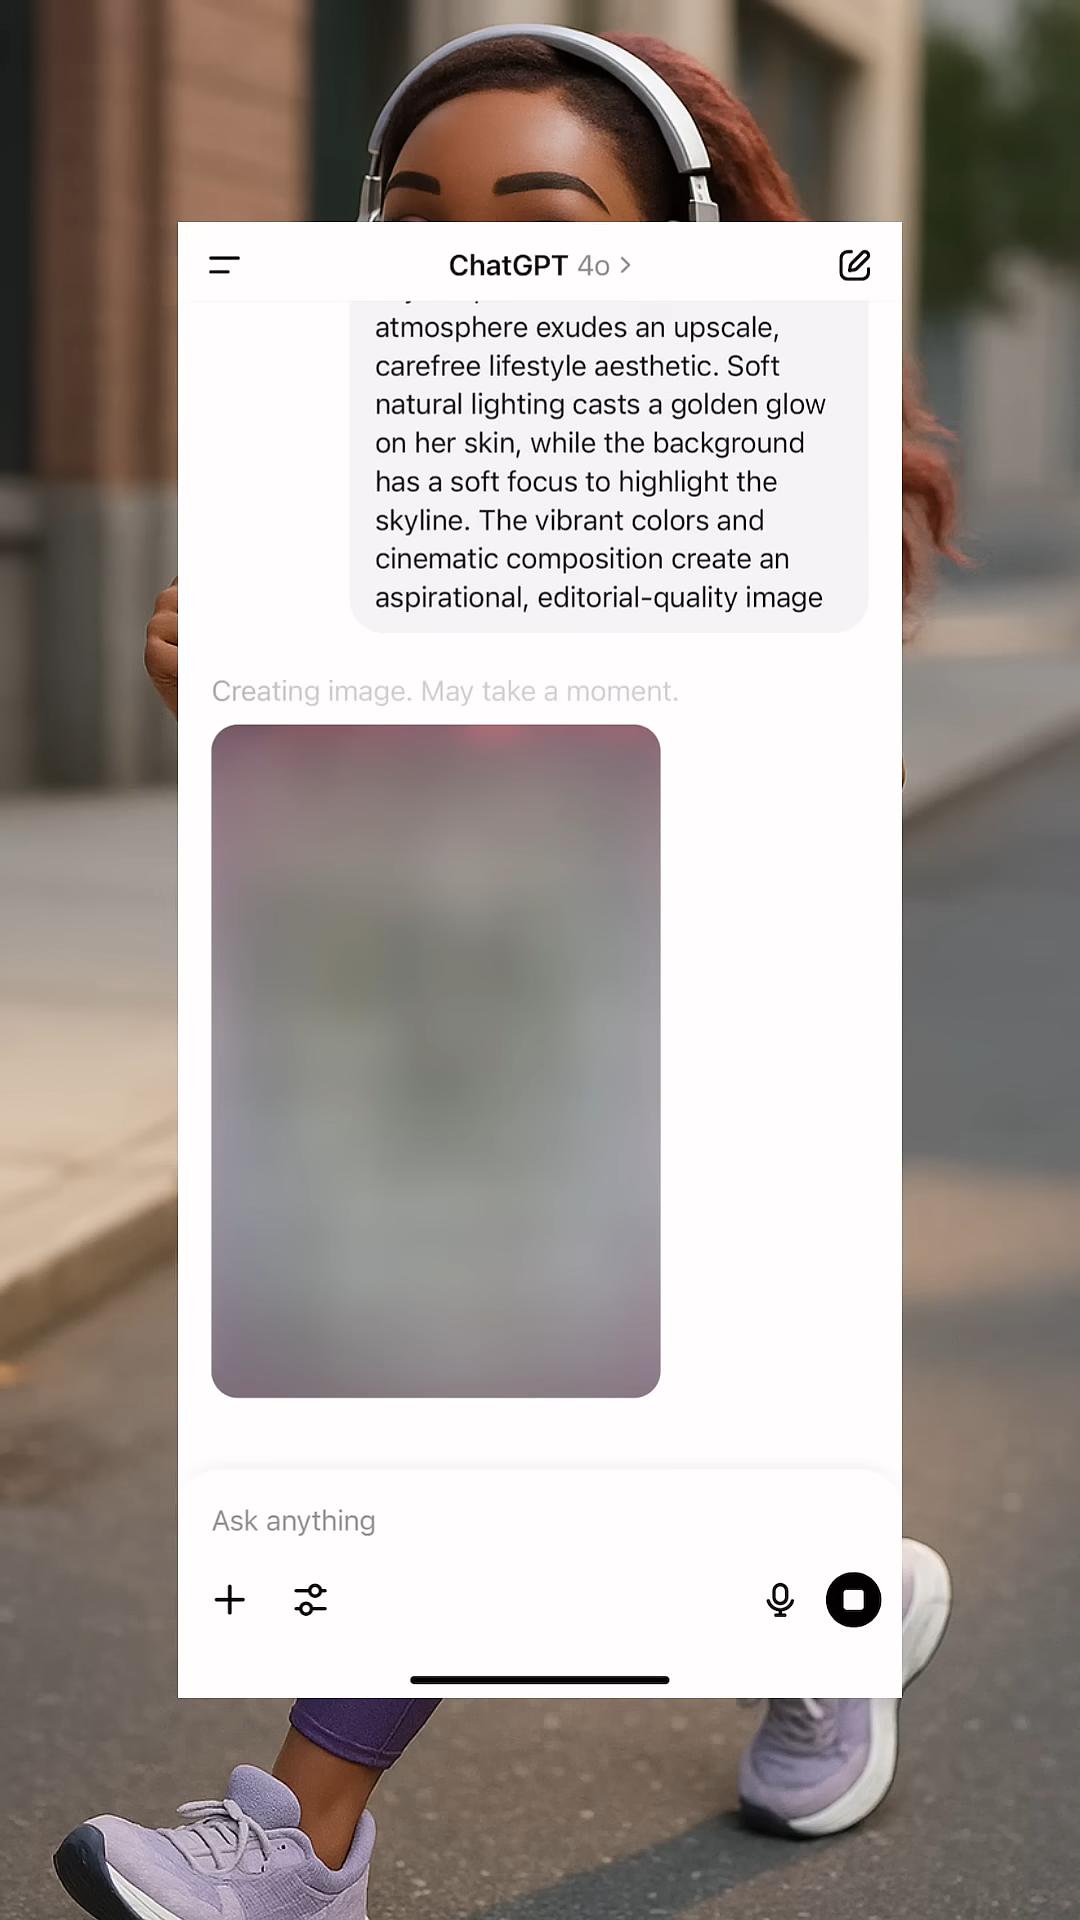 ChatGPT 4o
atmosphere exudes an upscale,
carefree lifestyle aesthetic. Soft
natural lighting casts a golden glow
on her skin, while the background
has a soft focus to highlight the
skyline. The vibrant colors and
cinematic composition create an
aspirational, editorial-quality image
Creating image. May take a moment.
Ask anything